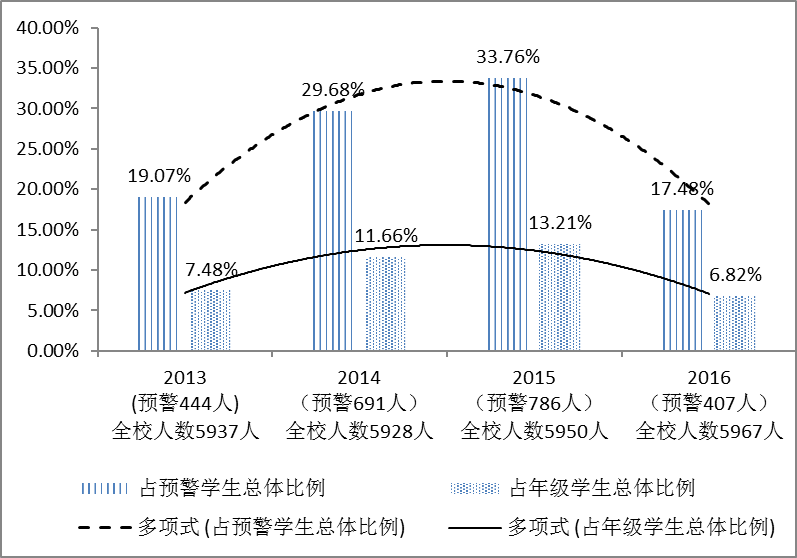 40.00%
35.00%
30.00%
25.00%
20.00%
15.00%
10.00%
5.00%
0.00%
19.07%
7.48%
29.68%
11.66%
33.76%
13.21%
17.48%
6.82%
2013
(预警444人)
全校人数5937人
2014
（预警691人）
全校人数5928人
2015
（预警786人）
全校人数5950人
2016
（预警407人）
全校人数5967人
占预警学生总体比例
占年级学生总体比例
多项式 (占预警学生总体比例)
多项式 (占年级学生总体比例)